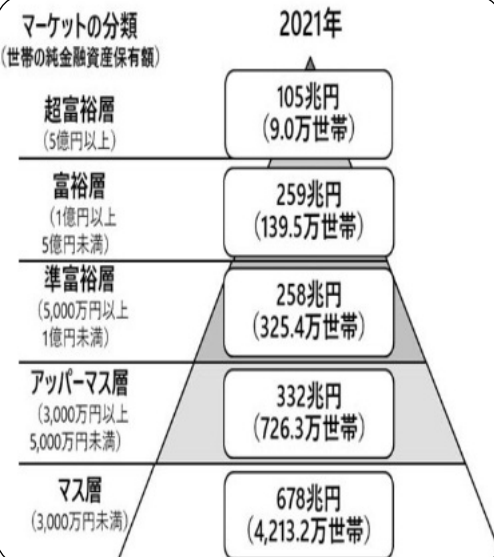 マーケットの分類
(世帯の純金融資産保有額)
2021年
超富裕層
(5億円以上)
105兆円
(9.0万世帯)
富裕層
(1億円以上
5億円未満)
259兆円
(139.5万世帯)
準富裕層
(5,000万円以上
1億円未満)
258兆円
(325.4万世帯)
アッパーマス層
(3,000万円以上
5,000万円未満)
332兆円
(726.3万世帯)
マス層
(3,000万円未満)
678兆円
(4,213.2万世帯)